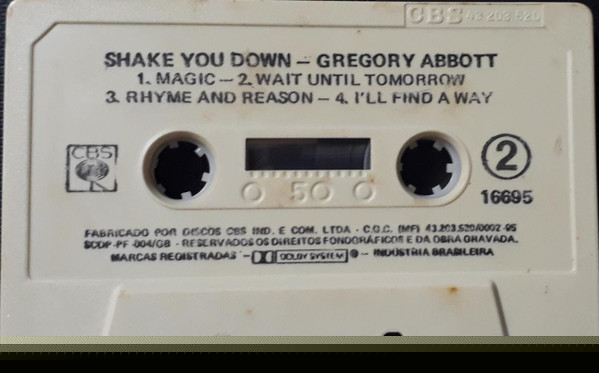 CBS 43 203 520
SHAKE YOU DOWN – GREGORY ABBOTT
1. MAGIC – 2. WAIT UNTIL TOMORROW
3. RHYME AND REASON – 4. I'LL FIND A WAY
CBS
50
2
16695
FABRICADO POR DISCOS CBS IND. E COM. LTDA - C.G.C. (MF) 43.203.520/0002-95
SCDP-PF-004/GB - RESERVADOS OS DIREITOS FONOGRÁFICOS E DA OBRA GRAVADA.
MARCAS REGISTRADAS - DOLBY SYSTEM ® - INDÚSTRIA BRASILEIRA